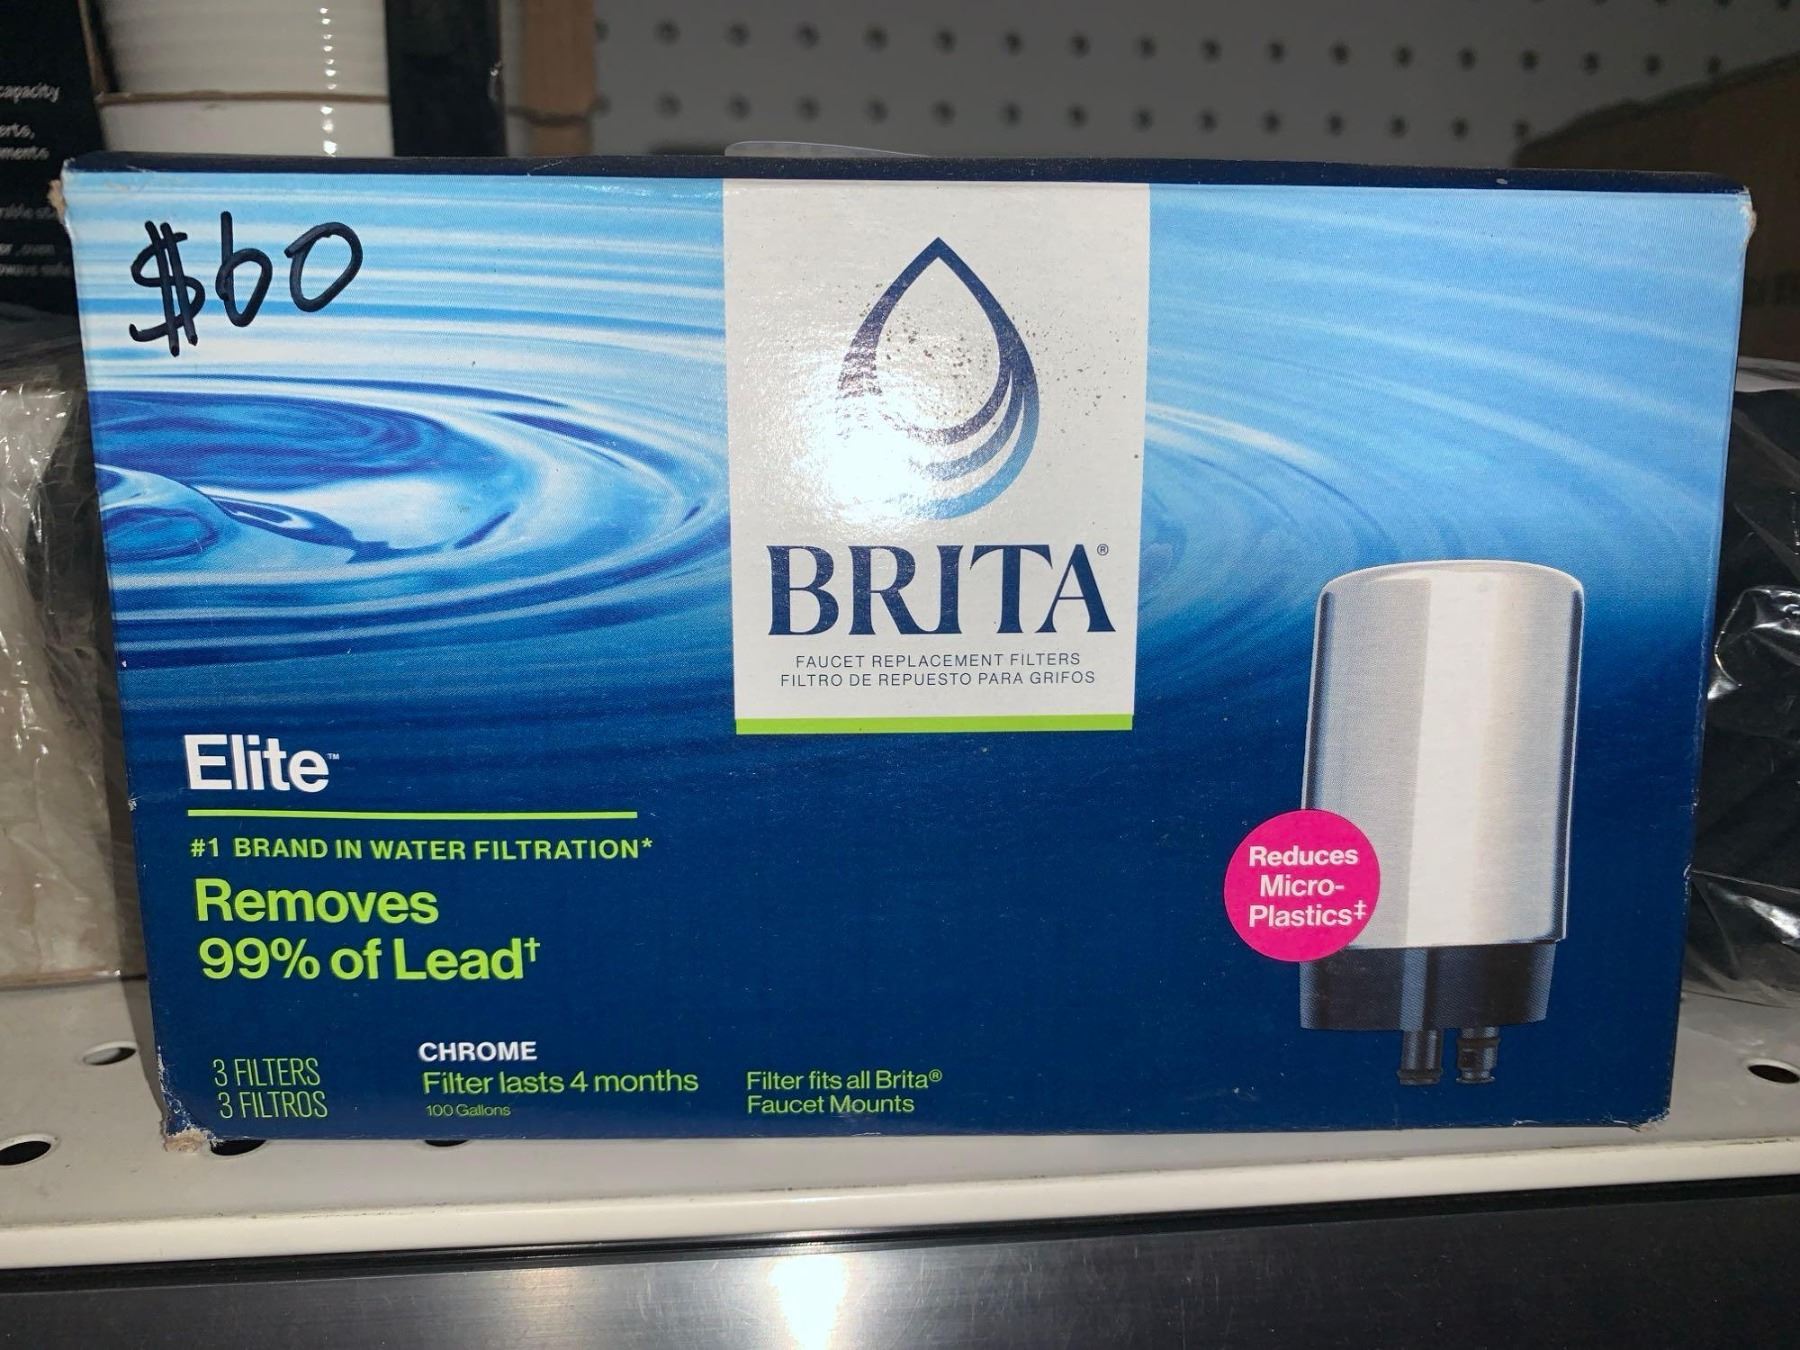 capacity
$60
BRITA®
FAUCET REPLACEMENT FILTERS
FILTRO DE REPUESTO PARA GRIFOS
Elite™
#1 BRAND IN WATER FILTRATION*
Removes
99% of Lead†
Reduces
Micro-
Plastics‡
3 FILTERS
3 FILTROS
CHROME
Filter lasts 4 months
100 Gallons
Filter fits all Brita®
Faucet Mounts